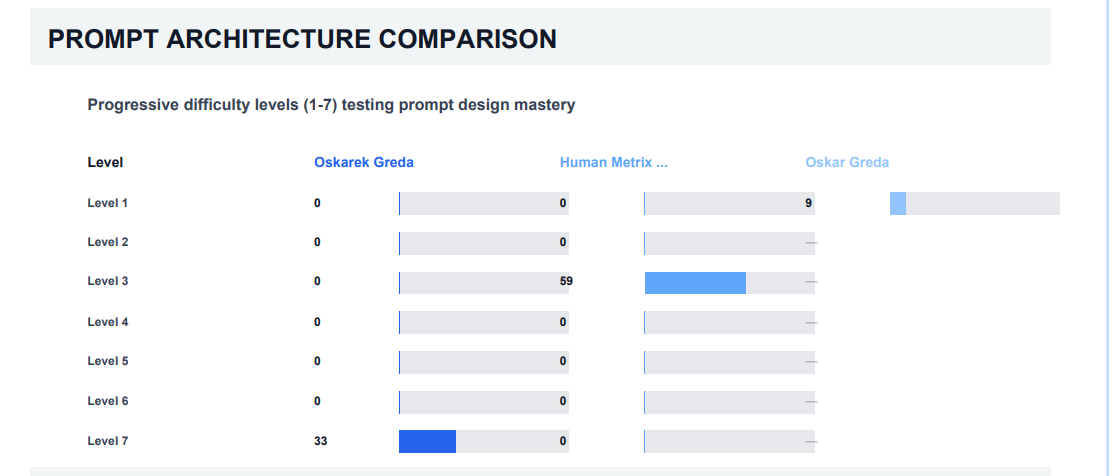 PROMPT ARCHITECTURE COMPARISON
Progressive difficulty levels (1-7) testing prompt design mastery
Level Oskarek Greda Human Metrix ... Oskar Greda
Level 1 0 0 9
Level 2 0 0 —
Level 3 0 59 —
Level 4 0 0 —
Level 5 0 0 —
Level 6 0 0 —
Level 7 33 0 —